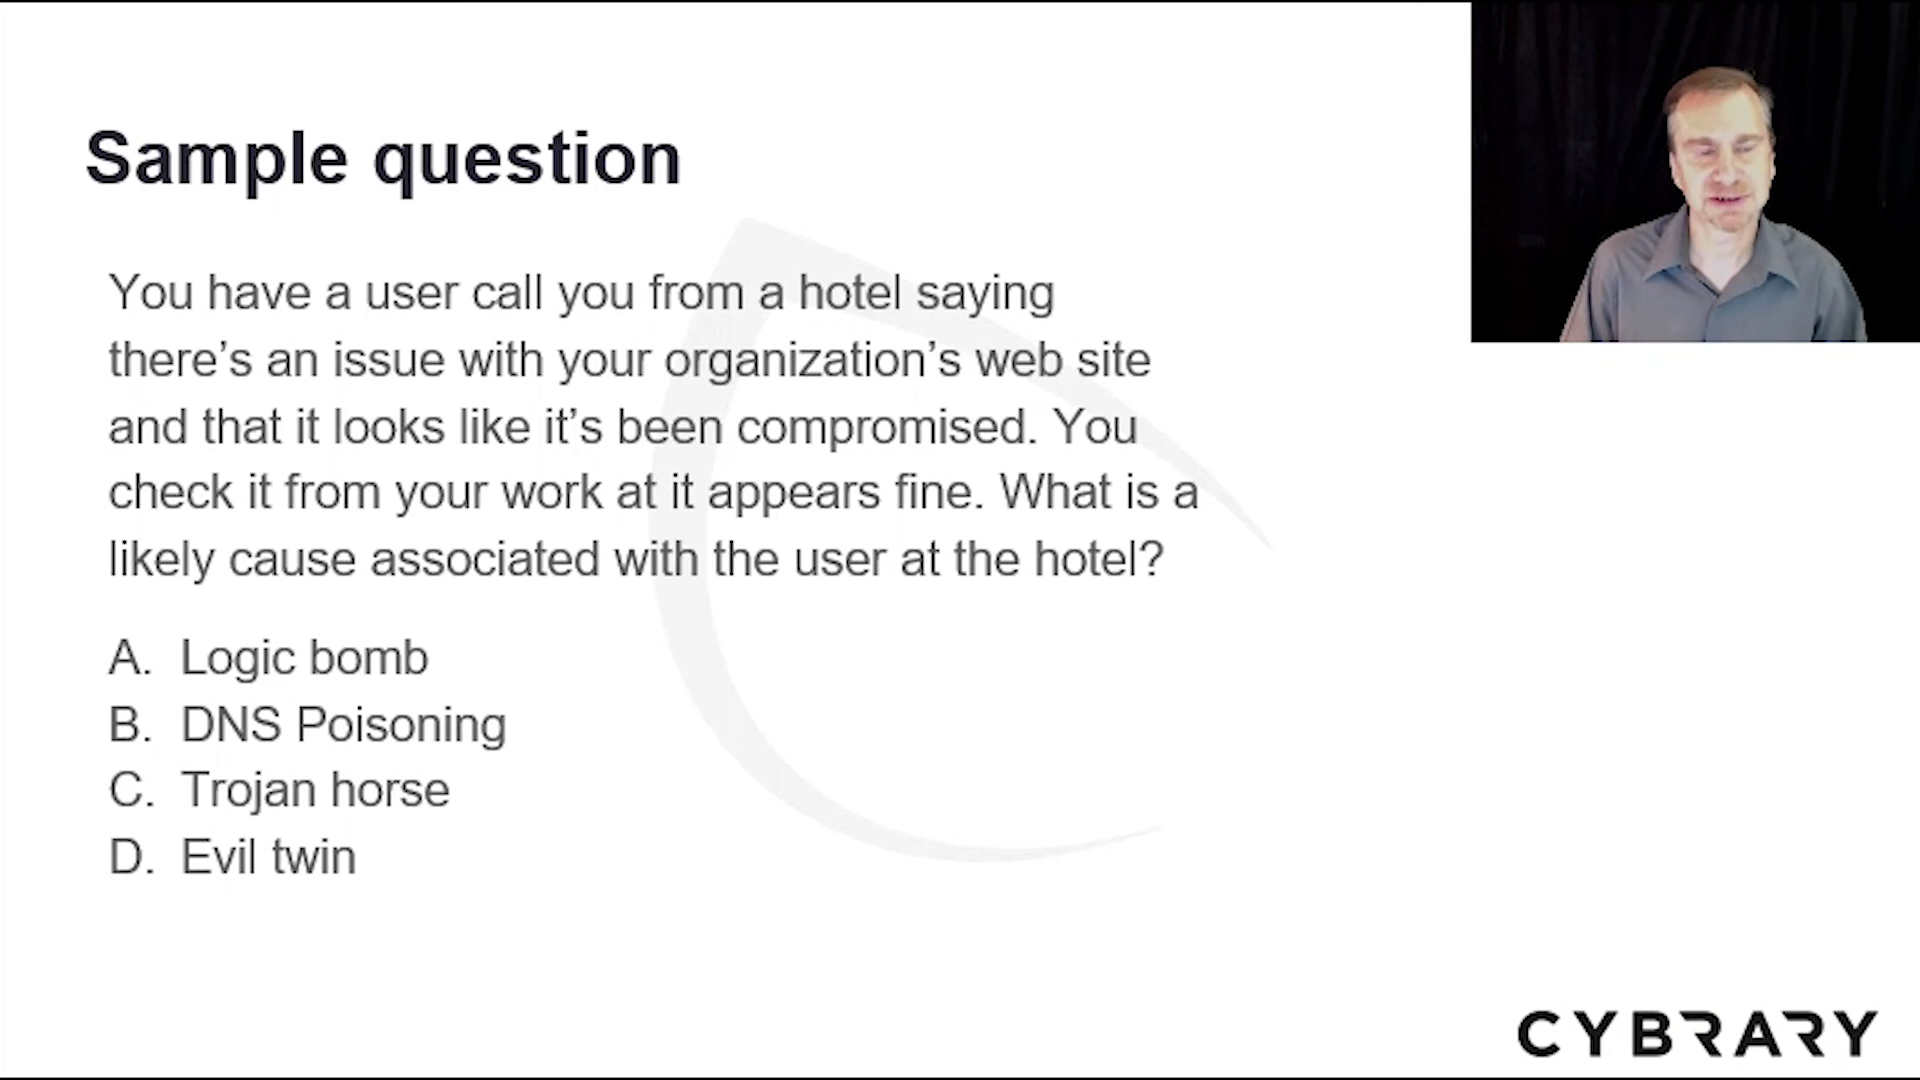 Sample question
You have a user call you from a hotel saying
there’s an issue with your organization’s web site
and that it looks like it’s been compromised. You
check it from your work at it appears fine. What is a
likely cause associated with the user at the hotel?
A. Logic bomb
B. DNS Poisoning
C. Trojan horse
D. Evil twin
CYBRARY